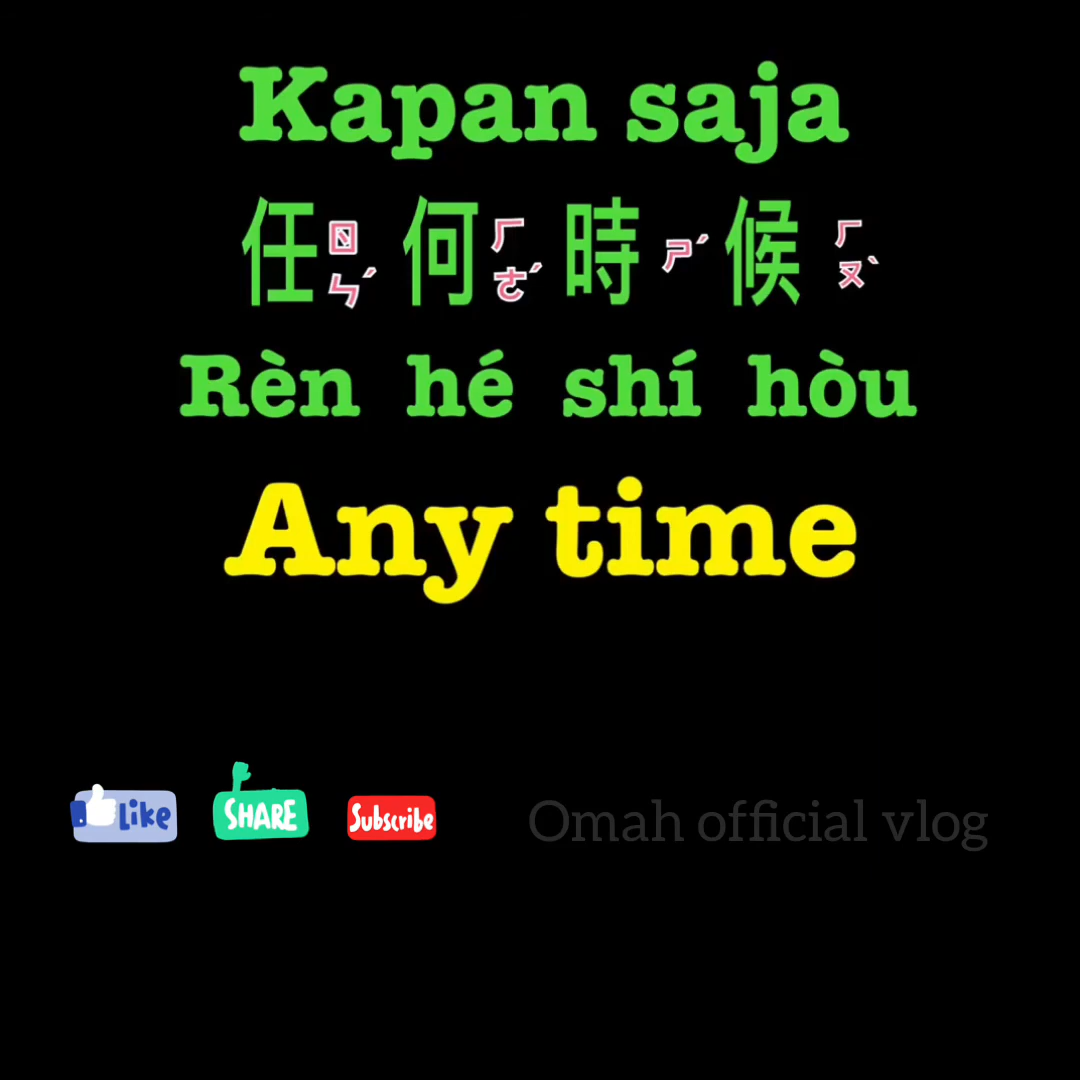 Kapan saja
任ㄖㄣˊ 何ㄏㄜˊ 時ㄕˊ 候ㄏㄡˋ
Rèn hé shí hòu
Any time
Like SHARE Subscribe Omah official vlog